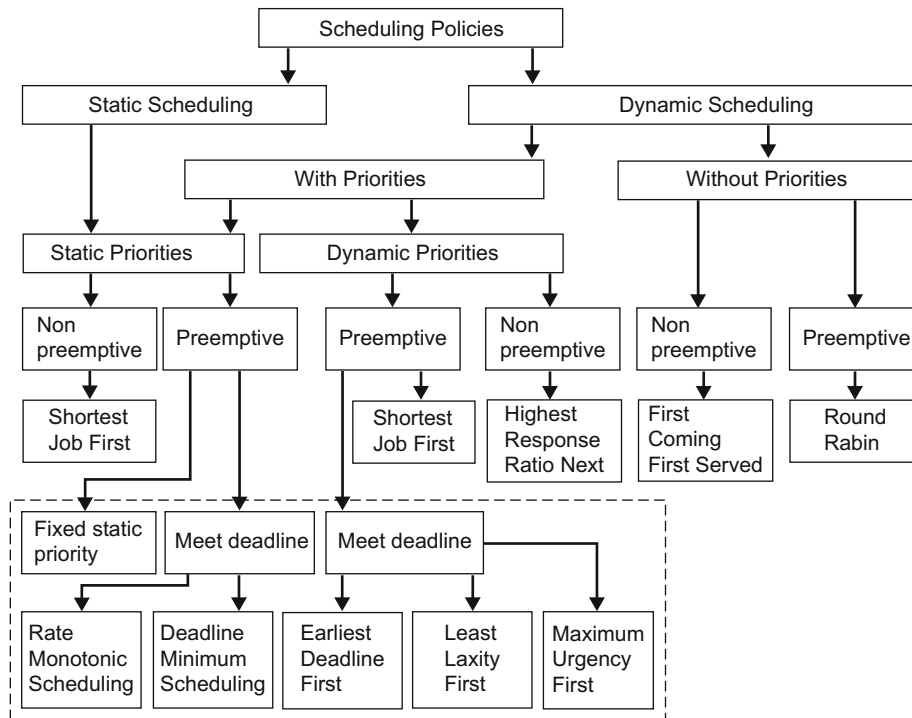 Scheduling Policies
Static Scheduling
Dynamic Scheduling
With Priorities
Without Priorities
Static Priorities
Dynamic Priorities
Non
preemptive
Preemptive
Preemptive
Non
preemptive
Non
preemptive
Preemptive
Shortest
Job First
Shortest
Job First
Highest
Response
Ratio Next
First
Coming
First Served
Round
Rabin
Fixed static
priority
Meet deadline
Meet deadline
Rate
Monotonic
Scheduling
Deadline
Minimum
Scheduling
Earliest
Deadline
First
Least
Laxity
First
Maximum
Urgency
First